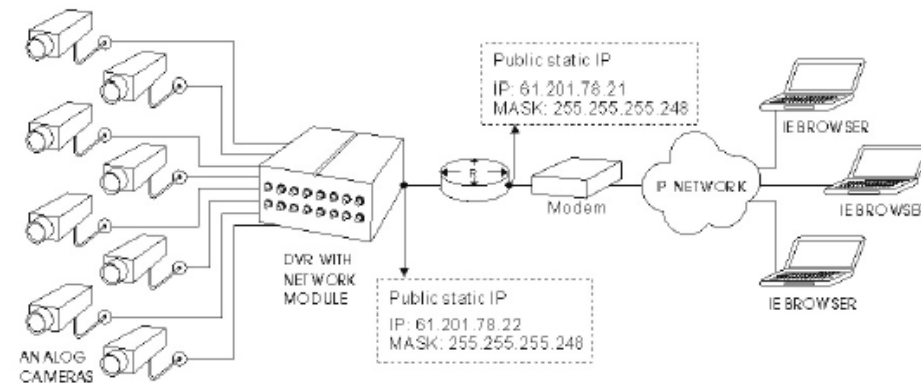 Public static IP
IP: 61.201.78.21
MASK: 255.255.255.248
IE BROWSER
R
IP NETWORK
IE BROWSER
Modem
DVR WITH
NETWORK
MODULE
IE BROWSER
Public static IP
IP: 61.201.78.22
MASK: 255.255.255.248
ANALOG
CAMERAS